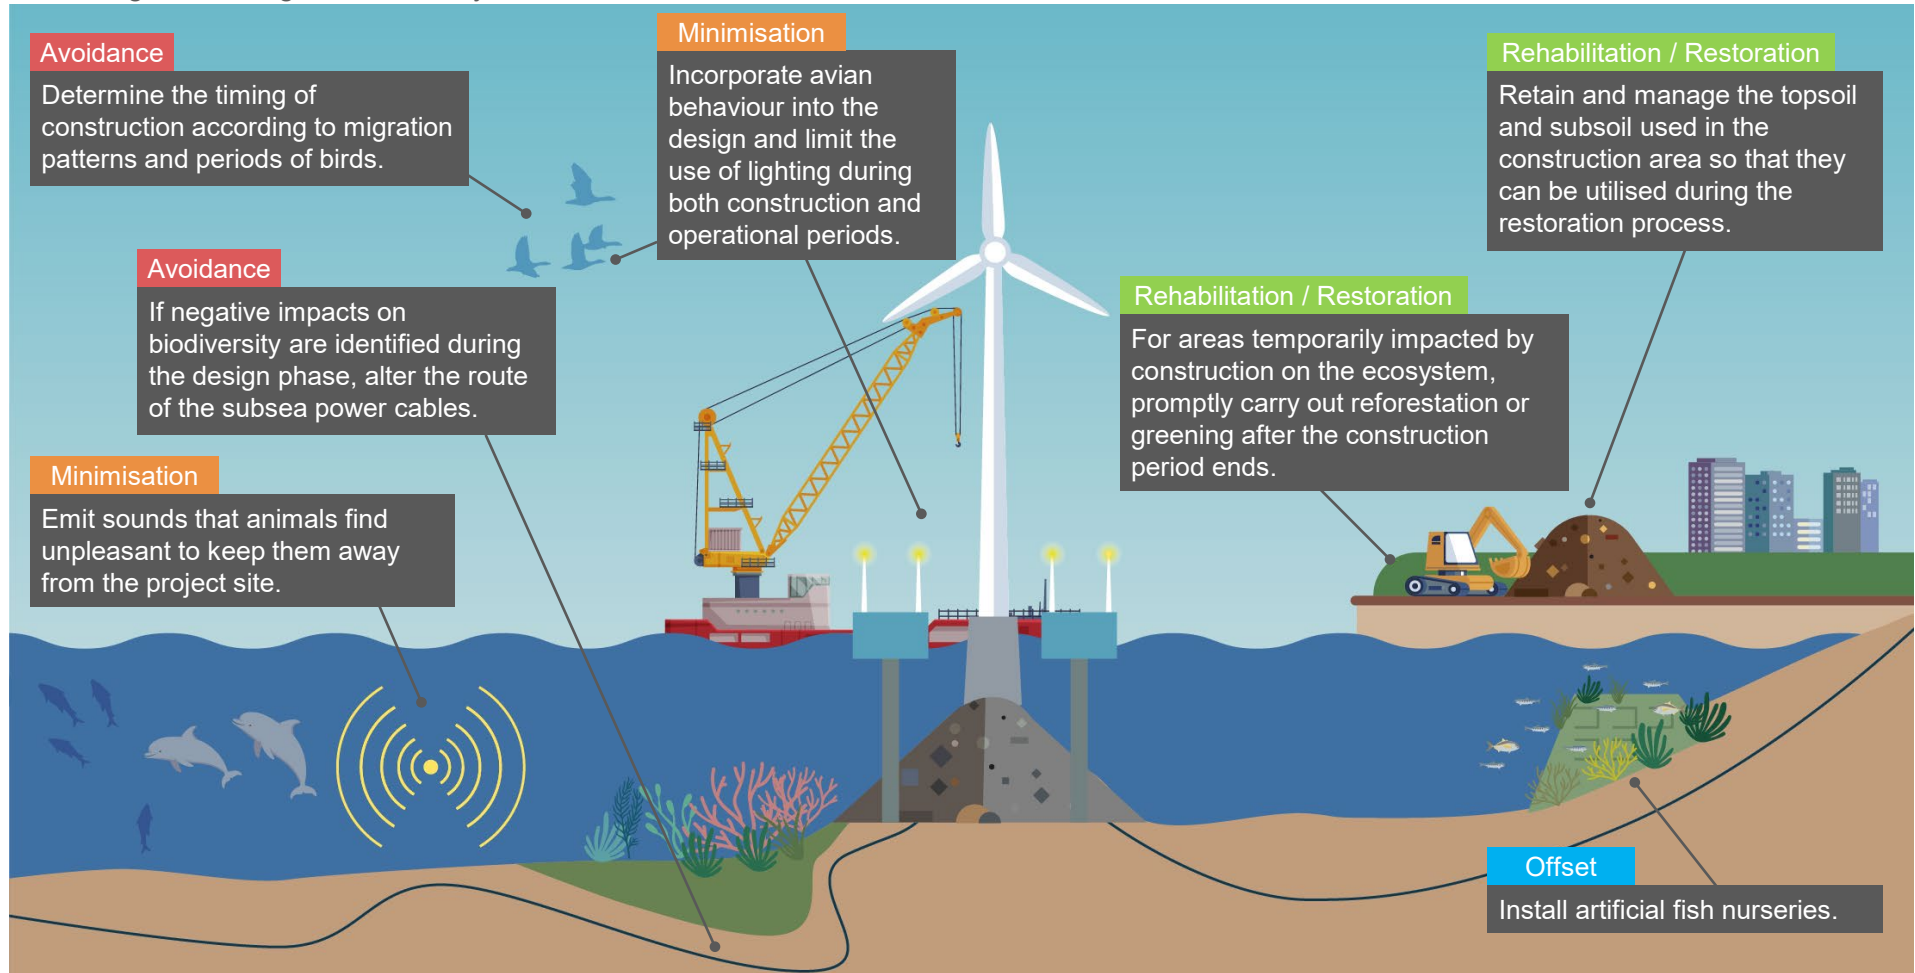 Avoidance
Determine the timing of
construction according to migration
patterns and periods of birds.
Minimisation
Incorporate avian
behaviour into the
design and limit the
use of lighting during
both construction and
operational periods.
Rehabilitation / Restoration
Retain and manage the topsoil
and subsoil used in the
construction area so that they
can be utilised during the
restoration process.
Avoidance
If negative impacts on
biodiversity are identified during
the design phase, alter the route
of the subsea power cables.
Rehabilitation / Restoration
For areas temporarily impacted by
construction on the ecosystem,
promptly carry out reforestation or
greening after the construction
period ends.
Minimisation
Emit sounds that animals find
unpleasant to keep them away
from the project site.
Offset
Install artificial fish nurseries.